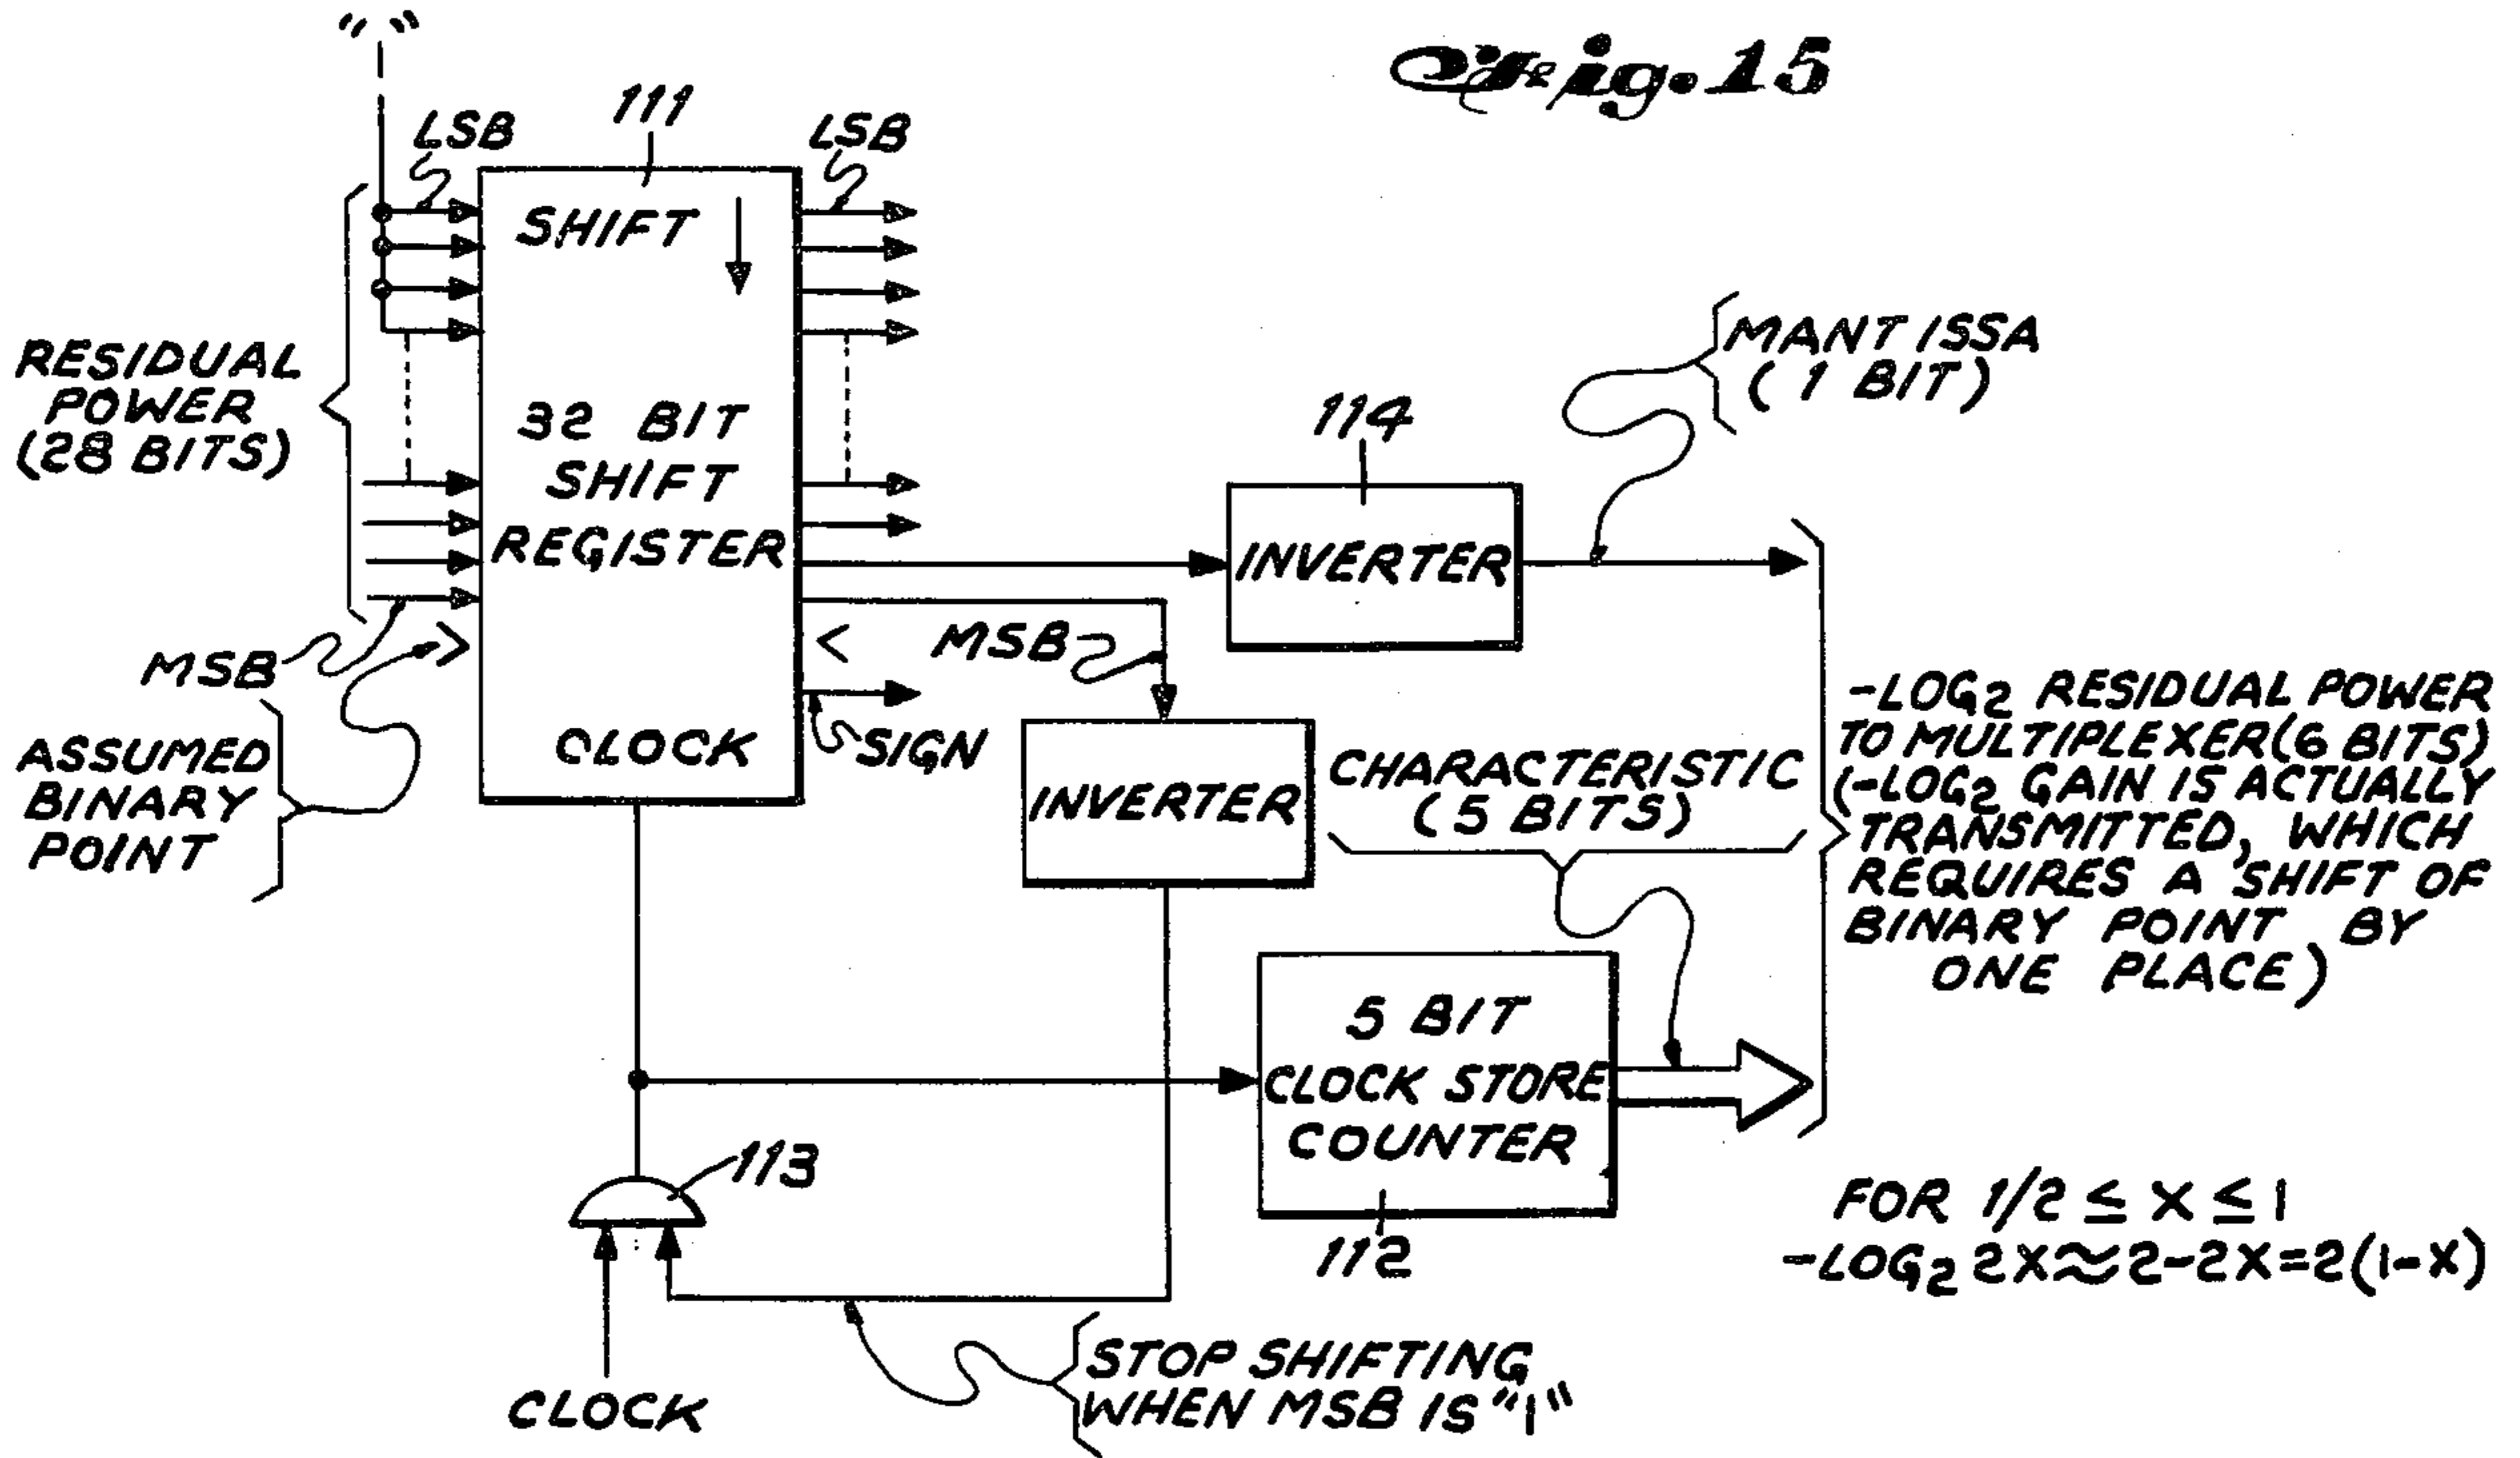 Fig. 15
" "
LSB
111
LSB
SHIFT
RESIDUAL
POWER
(28 BITS)
32 BIT
SHIFT
REGISTER
CLOCK
MSB
ASSUMED
BINARY
POINT
MSB
SIGN
114
INVERTER
MANTISSA
(1 BIT)
INVERTER
CHARACTERISTIC
(5 BITS)
-LOG2 RESIDUAL POWER
TO MULTIPLEXER(6 BITS)
(-LOG2 GAIN IS ACTUALLY
TRANSMITTED, WHICH
REQUIRES A SHIFT OF
BINARY POINT BY
ONE PLACE)
5 BIT
CLOCK STORE
COUNTER
112
113
CLOCK
STOP SHIFTING
WHEN MSB IS "1"
FOR 1/2 ≤ X ≤ 1
-LOG2 2X≈2-2X=2(1-X)